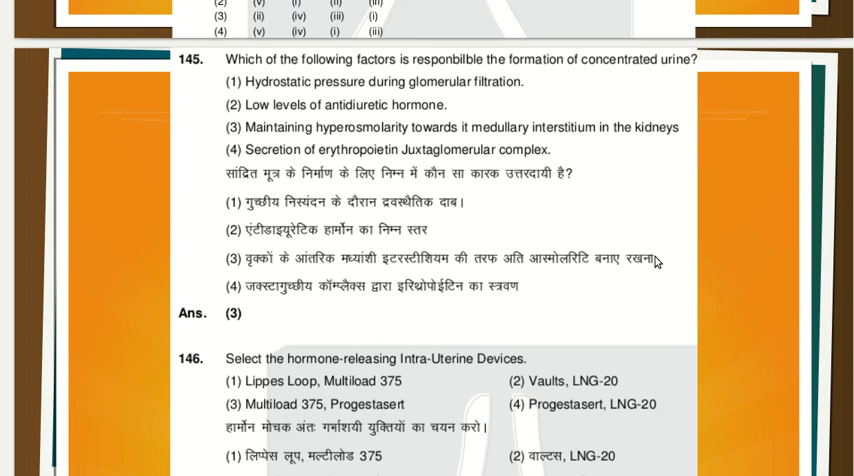 (2) (v) (i) (ii) (iii)
(3) (ii) (iv) (iii) (i)
(4) (v) (iv) (i) (iii)
145. Which of the following factors is responbilble the formation of concentrated urine?
(1) Hydrostatic pressure during glomerular filtration.
(2) Low levels of antidiuretic hormone.
(3) Maintaining hyperosmolarity towards it medullary interstitium in the kidneys
(4) Secretion of erythropoietin Juxtaglomerular complex.
सांद्रित मूत्र के निर्माण के लिए निम्न में कौन सा कारक उत्तरदायी है?
(1) गुच्छीय निस्यंदन के दौरान द्रवस्थैतिक दाब।
(2) एंटीडाइयूरेटिक हार्मोन का निम्न स्तर
(3) वृक्कों के आंतरिक मध्यांशी इटरस्टीशियम की तरफ अति आस्मोलरिटि बनाए रखना
(4) जक्स्टागुच्छीय कॉम्प्लैक्स द्वारा इरिथ्रोपोईटिन का स्त्रवण
Ans. (3)
146. Select the hormone-releasing Intra-Uterine Devices.
(1) Lippes Loop, Multiload 375 (2) Vaults, LNG-20
(3) Multiload 375, Progestasert (4) Progestasert, LNG-20
हार्मोन मोचक अंतः गर्भाशयी युक्तियों का चयन करो।
(1) लिप्पेस लूप, मल्टीलोड 375 (2) वाल्टस, LNG-20